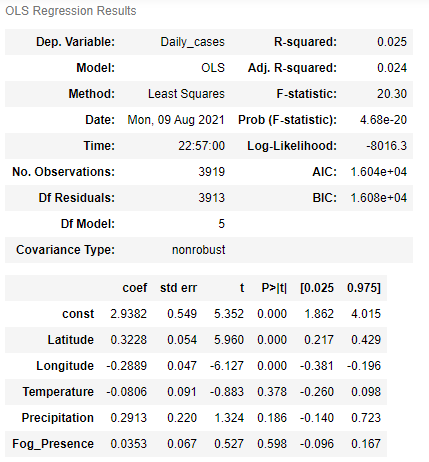 OLS Regression Results
Dep. Variable: Daily_cases R-squared: 0.025
Model: OLS Adj. R-squared: 0.024
Method: Least Squares F-statistic: 20.30
Date: Mon, 09 Aug 2021 Prob (F-statistic): 4.68e-20
Time: 22:57:00 Log-Likelihood: -8016.3
No. Observations: 3919 AIC: 1.604e+04
Df Residuals: 3913 BIC: 1.608e+04
Df Model: 5
Covariance Type: nonrobust
coef std err t P>|t| [0.025 0.975]
const 2.9382 0.549 5.352 0.000 1.862 4.015
Latitude 0.3228 0.054 5.960 0.000 0.217 0.429
Longitude -0.2889 0.047 -6.127 0.000 -0.381 -0.196
Temperature -0.0806 0.091 -0.883 0.378 -0.260 0.098
Precipitation 0.2913 0.220 1.324 0.186 -0.140 0.723
Fog_Presence 0.0353 0.067 0.527 0.598 -0.096 0.167